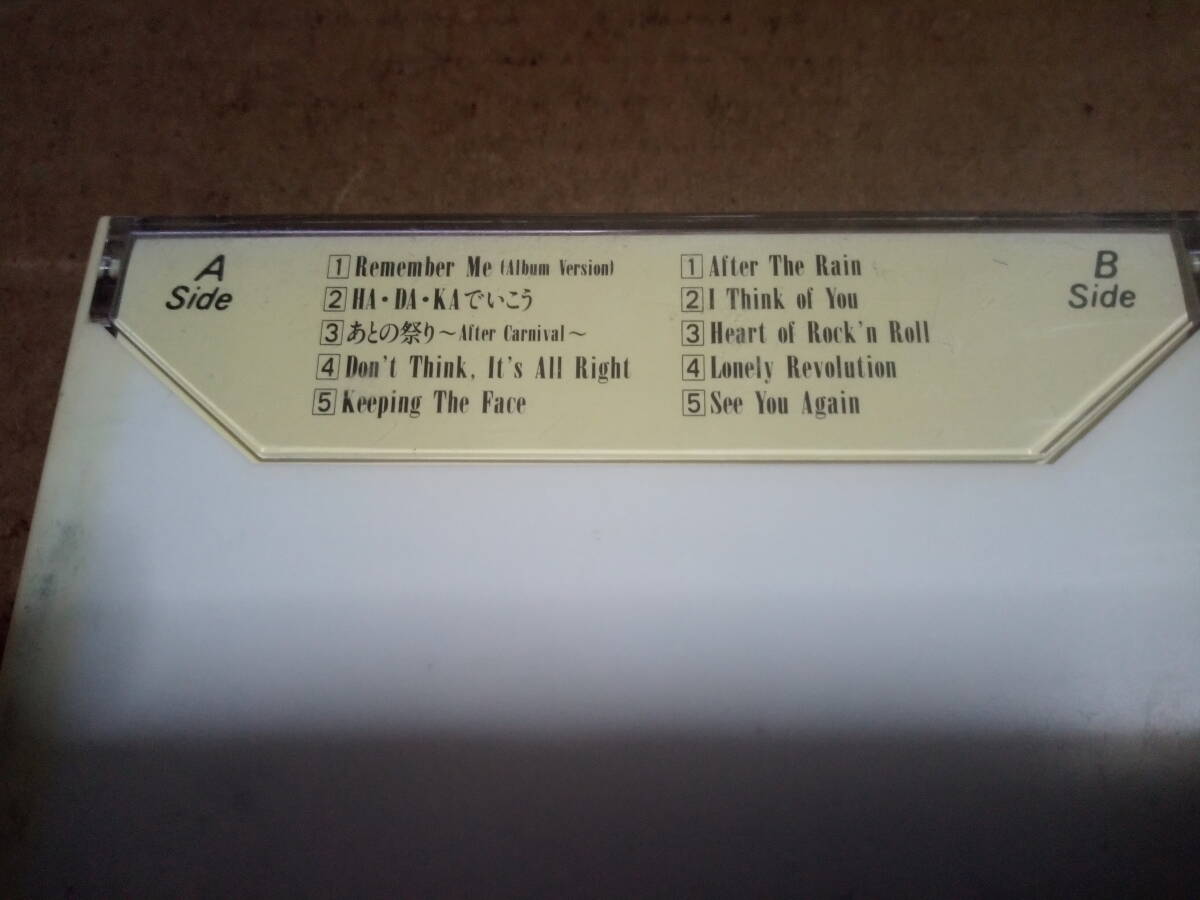 A
Side
1 Remember Me (Album Version)
2 HA・DA・KAでいこう
3 あとの祭り～After Carnival～
4 Don't Think, It's All Right
5 Keeping The Face
1 After The Rain
2 I Think of You
3 Heart of Rock'n Roll
4 Lonely Revolution
5 See You Again
B
Side